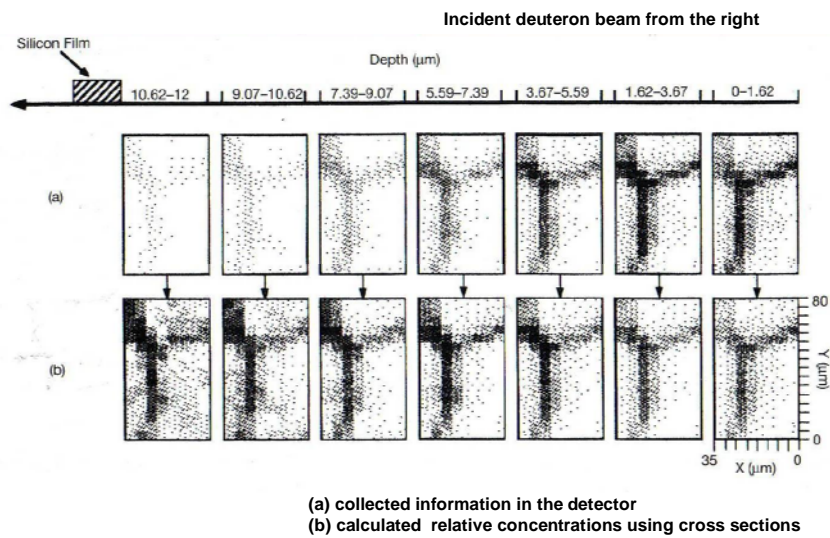 Incident deuteron beam from the right
Silicon Film
Depth (μm)
10.62–12 9.07–10.62 7.39–9.07 5.59–7.39 3.67–5.59 1.62–3.67 0–1.62
(a)
80
(b)
Y (μm)
0
35 0
X (μm)
(a) collected information in the detector
(b) calculated relative concentrations using cross sections